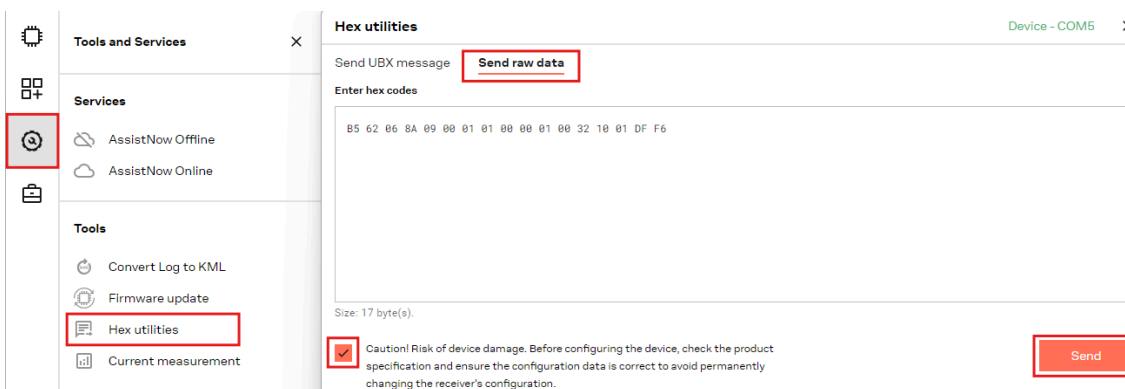 Tools and Services
Services
AssistNow Offline
AssistNow Online
Tools
Convert Log to KML
Firmware update
Hex utilities
Current measurement
Hex utilities
Device - COM5
Send UBX message
Send raw data
Enter hex codes
B5 62 06 8A 09 00 01 01 00 00 01 00 32 10 01 DF F6
Size: 17 byte(s).
Caution! Risk of device damage. Before configuring the device, check the product
specification and ensure the configuration data is correct to avoid permanently
changing the receiver's configuration.
Send